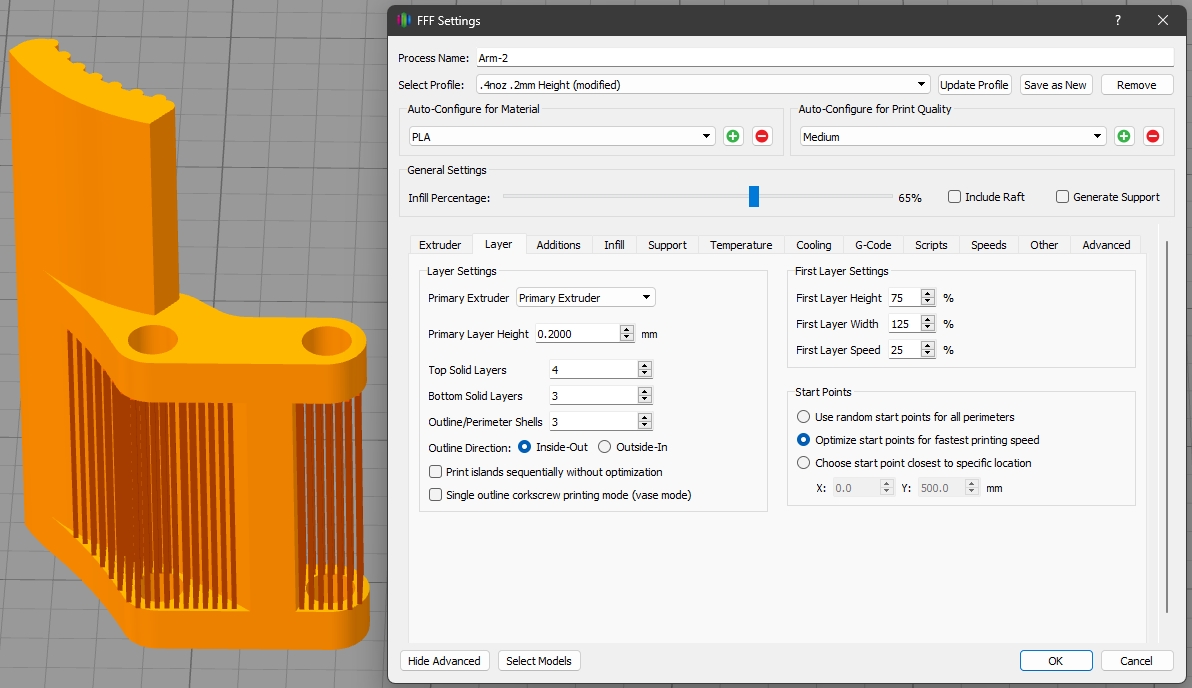 FFF Settings ?
Process Name: Arm-2
Select Profile: .4noz .2mm Height (modified) Update Profile Save as New Remove
Auto-Configure for Material
PLA
Auto-Configure for Print Quality
Medium
General Settings
Infill Percentage: 65% Include Raft Generate Support
Extruder Layer Additions Infill Support Temperature Cooling G-Code Scripts Speeds Other Advanced
Layer Settings
Primary Extruder Primary Extruder
Primary Layer Height 0.2000 mm
Top Solid Layers 4
Bottom Solid Layers 3
Outline/Perimeter Shells 3
Outline Direction: Inside-Out Outside-In
Print islands sequentially without optimization
Single outline corkscrew printing mode (vase mode)
First Layer Settings
First Layer Height 75 %
First Layer Width 125 %
First Layer Speed 25 %
Start Points
Use random start points for all perimeters
Optimize start points for fastest printing speed
Choose start point closest to specific location
X: 0.0 Y: 500.0 mm
Hide Advanced Select Models OK Cancel